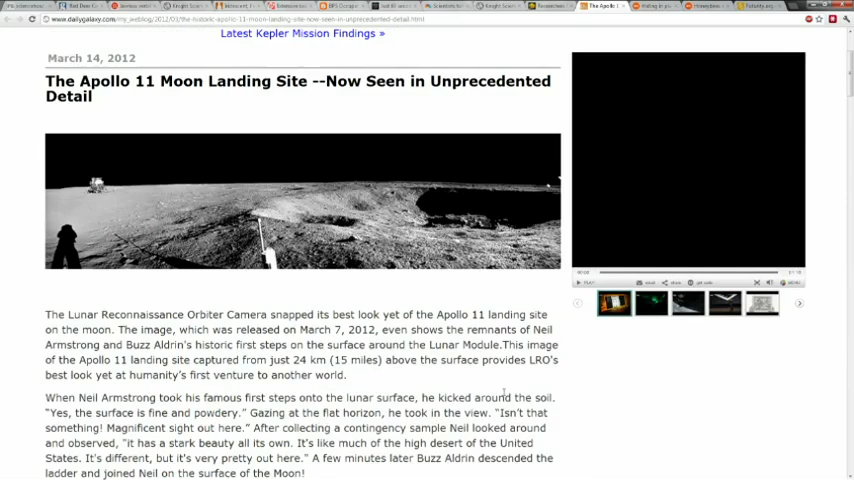 www.dailygalaxy.com/my_weblog/2012/03/the-historic-apollo-11-moon-landing-site-now-seen-in-unprecedented-detail.html
Latest Kepler Mission Findings »
March 14, 2012
The Apollo 11 Moon Landing Site --Now Seen in Unprecedented
Detail
The Lunar Reconnaissance Orbiter Camera snapped its best look yet of the Apollo 11 landing site
on the moon. The image, which was released on March 7, 2012, even shows the remnants of Neil
Armstrong and Buzz Aldrin's historic first steps on the surface around the Lunar Module.This image
of the Apollo 11 landing site captured from just 24 km (15 miles) above the surface provides LRO's
best look yet at humanity's first venture to another world.
When Neil Armstrong took his famous first steps onto the lunar surface, he kicked around the soil.
"Yes, the surface is fine and powdery." Gazing at the flat horizon, he took in the view. "Isn't that
something! Magnificent sight out here." After collecting a contingency sample Neil looked around
and observed, "it has a stark beauty all its own. It's like much of the high desert of the United
States. It's different, but it's very pretty out here." A few minutes later Buzz Aldrin descended the
ladder and joined Neil on the surface of the Moon!